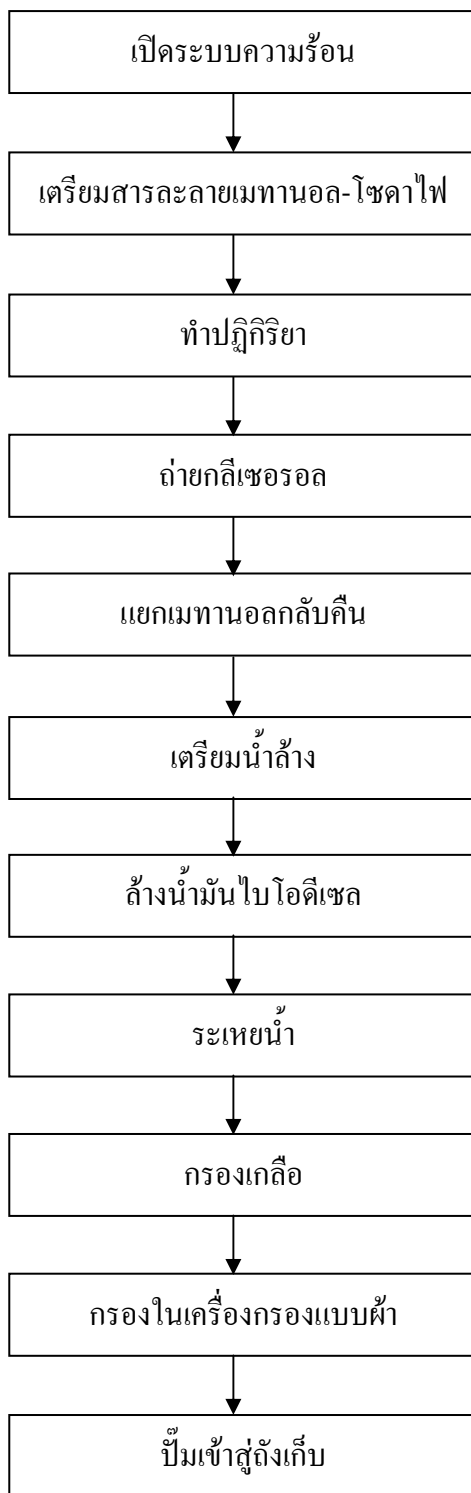 เปิดระบบความร้อน
เตรียมสารละลายเมทานอล-โซดาไฟ
ทำปฏิกิริยา
ถ่ายกลีเซอรอล
แยกเมทานอลกลับคืน
เตรียมน้ำล้าง
ล้างน้ำมันไบโอดีเซล
ระเหยน้ำ
กรองเกลือ
กรองในเครื่องกรองแบบผ้า
ปั๊มเข้าสู่ถังเก็บ